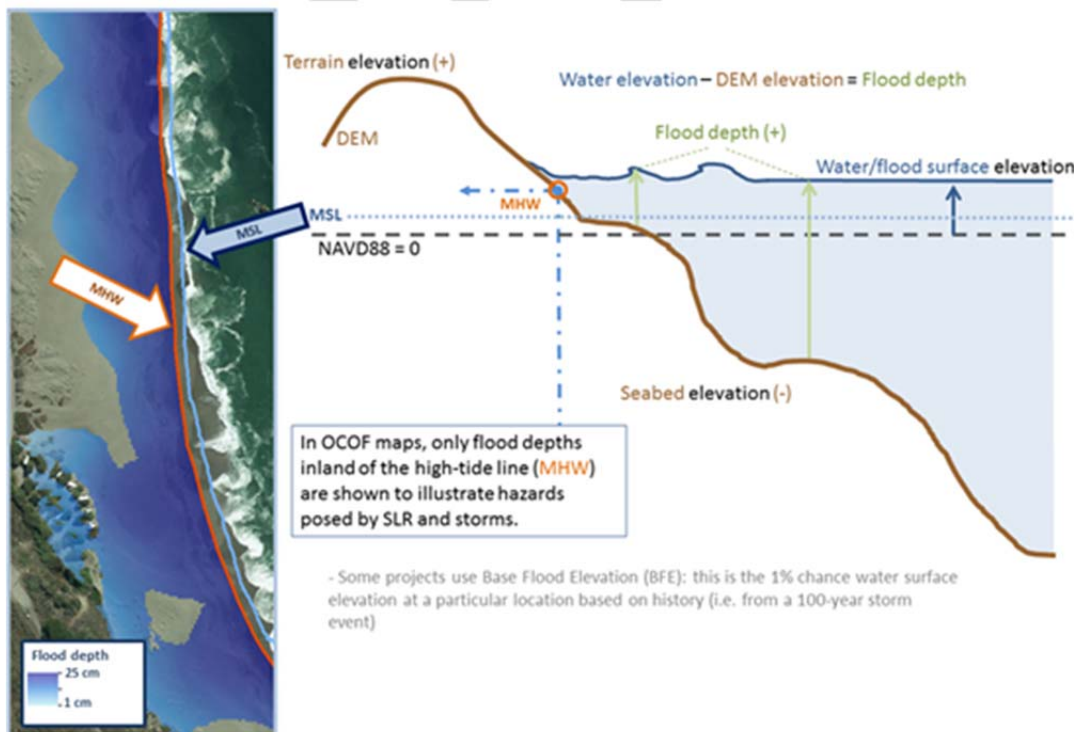 MSL
MHW
Flood depth
25 cm
1 cm
Terrain elevation (+)
DEM
Water elevation – DEM elevation = Flood depth
Flood depth (+)
Water/flood surface elevation
MHW
MSL
NAVD88 = 0
Seabed elevation (-)
In OCOF maps, only flood depths
inland of the high-tide line (MHW)
are shown to illustrate hazards
posed by SLR and storms.
- Some projects use Base Flood Elevation (BFE): this is the 1% chance water surface
elevation at a particular location based on history (i.e. from a 100-year storm
event)